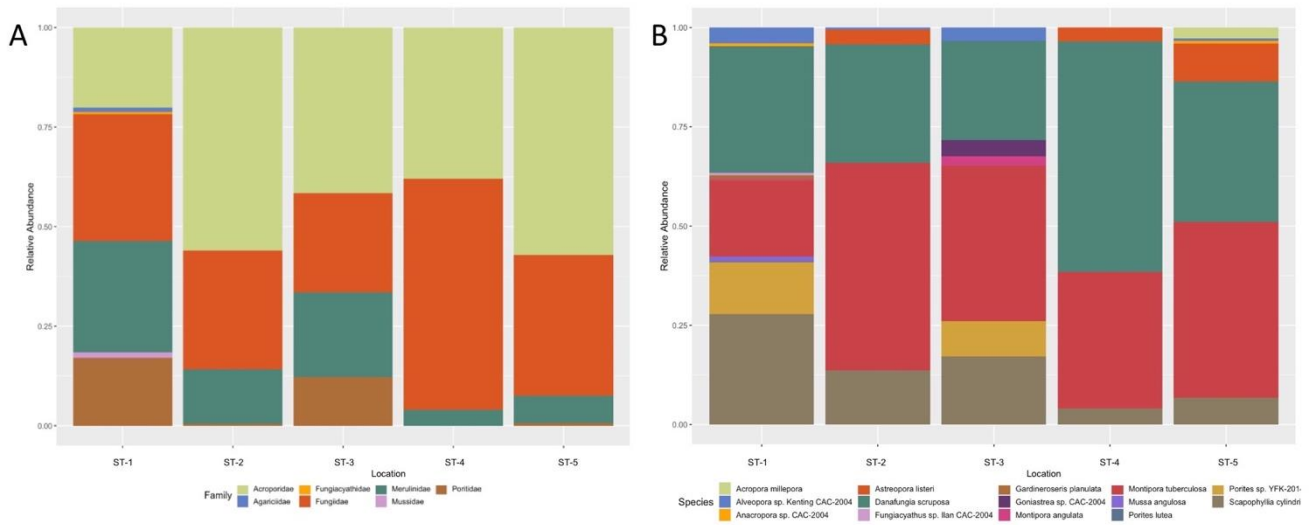 A
1.00
0.75
0.50
0.25
0.00
Relative Abundance
ST-1 ST-2 ST-3 ST-4 ST-5
Location
Family
Acroporidae Fungiacyathidae Merulinidae Poritidae
Agariciidae Fungiidae Mussidae
B
1.00
0.75
0.50
0.25
0.00
Relative Abundance
ST-1 ST-2 ST-3 ST-4 ST-5
Location
Species
Acropora millepora Astreopora listeri Gardineroseris planulata Montipora tuberculosa Porites sp. YFK-201
Alveopora sp. Kenting CAC-2004 Danafungia scruposa Goniastrea sp. CAC-2004 Mussa angulosa Scapophyllia cylindri
Anacropora sp. CAC-2004 Fungiacyathus sp. Ilan CAC-2004 Montipora angulata Porites lutea